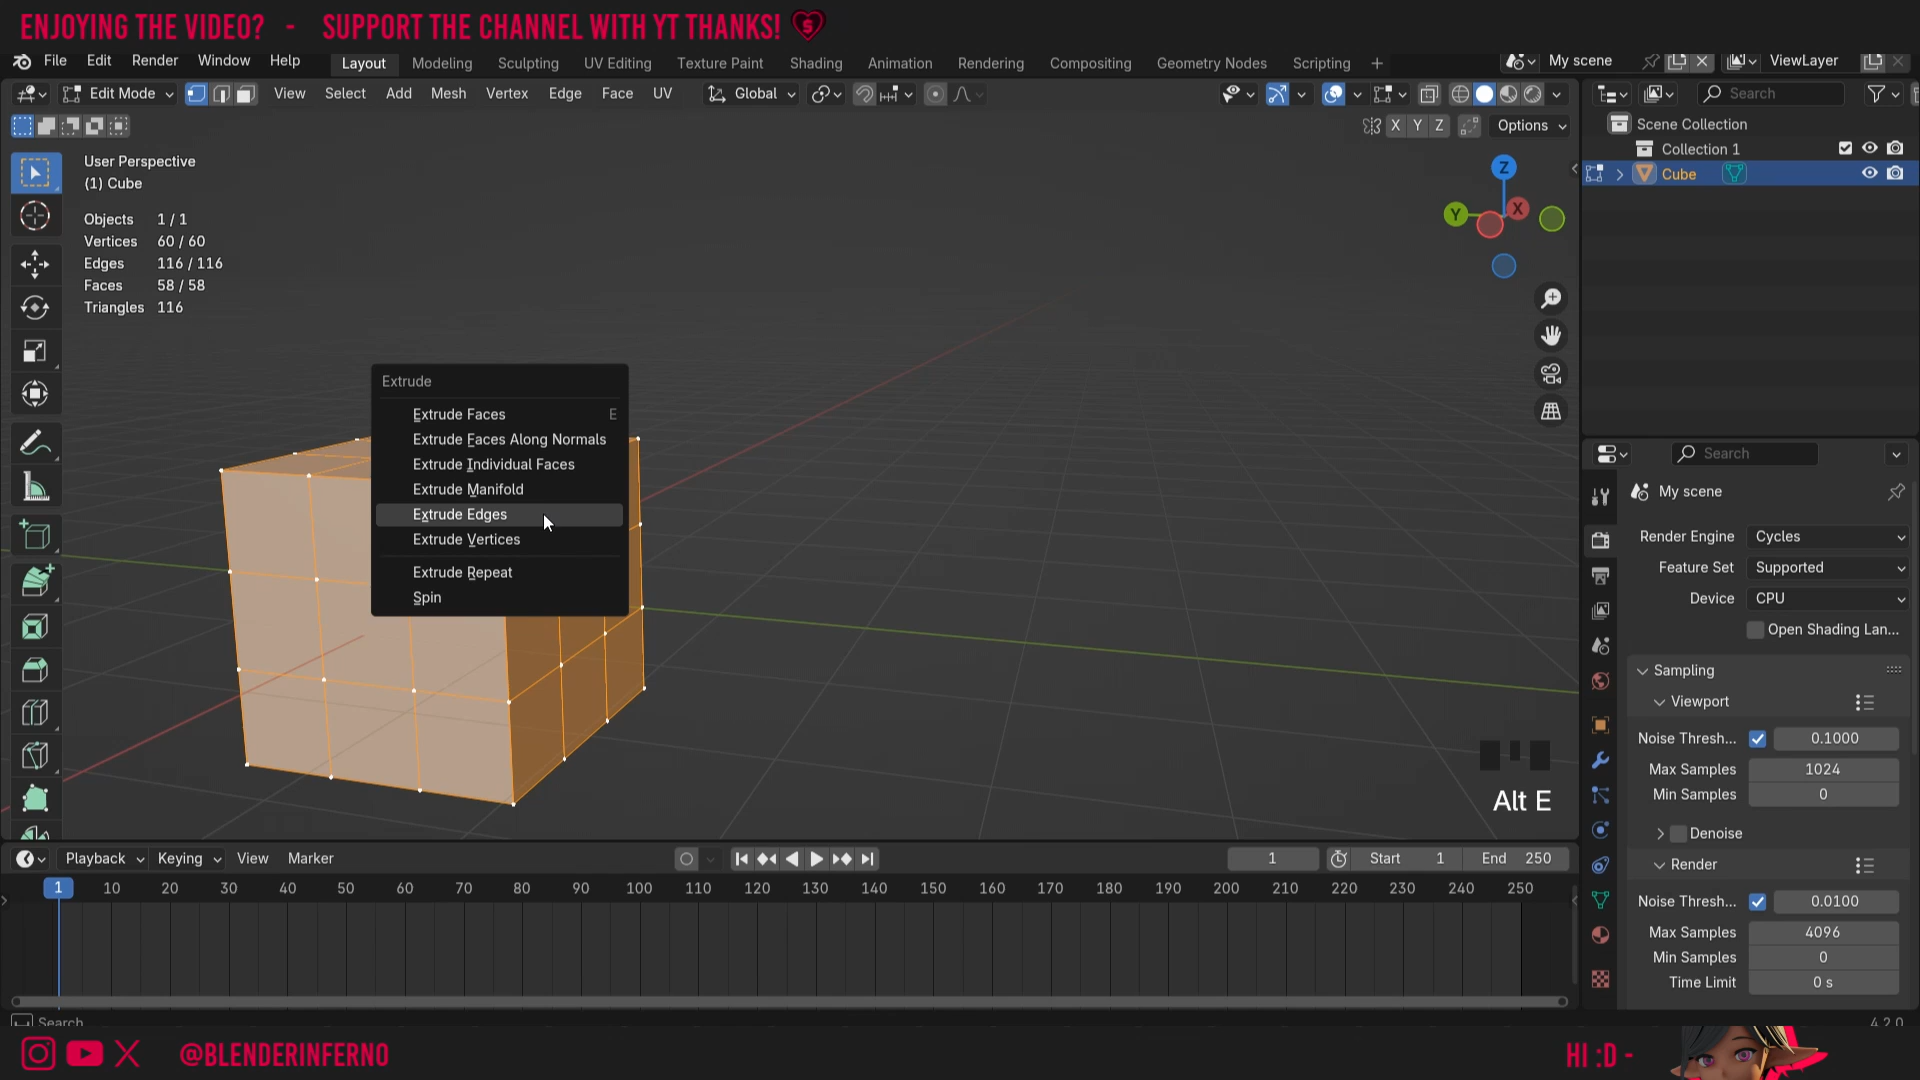 ENJOYING THE VIDEO?   -   SUPPORT THE CHANNEL WITH YT THANKS!
File Edit Render Window Help Layout Modeling Sculpting UV Editing Texture Paint Shading Animation Rendering Compositing Geometry Nodes Scripting + My scene ViewLayer
Edit Mode View Select Add Mesh Vertex Edge Face UV Global Search
X Y Z Options
User Perspective
(1) Cube
Objects 1 / 1
Vertices 60 / 60
Edges 116 / 116
Faces 58 / 58
Triangles 116
Z
Y
X
Extrude
Extrude Faces E
Extrude Faces Along Normals
Extrude Individual Faces
Extrude Manifold
Extrude Edges
Extrude Vertices
Extrude Repeat
Spin
Alt E
Scene Collection
Collection 1
Cube
Search
My scene
Render Engine Cycles
Feature Set Supported
Device CPU
Open Shading Lan...
Sampling
Viewport
Noise Thresh... 0.1000
Max Samples 1024
Min Samples 0
Denoise
Render
Noise Thresh... 0.0100
Max Samples 4096
Min Samples 0
Time Limit 0 s
Playback Keying View Marker 1 Start 1 End 250
1 10 20 30 40 50 60 70 80 90 100 110 120 130 140 150 160 170 180 190 200 210 220 230 240 250
Search
4.2.0
@BLENDERINFERNO
HI :D -